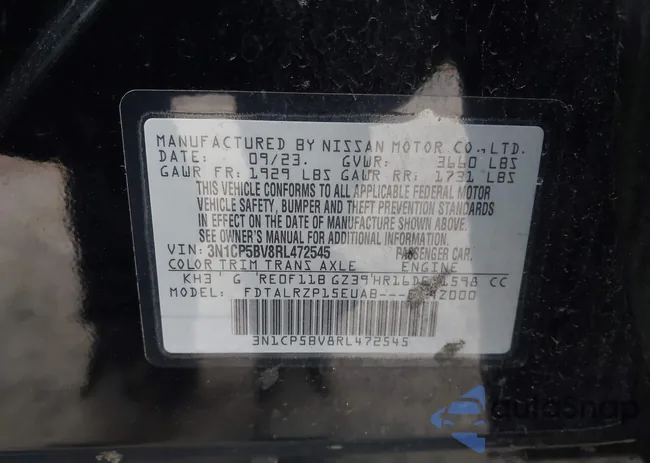 MANUFACTURED BY NISSAN MOTOR CO.,LTD.
DATE: 09/23. GVWR: 3660 LBS
GAWR FR: 1929 LBS GAWR RR: 1731 LBS
THIS VEHICLE CONFORMS TO ALL APPLICABLE FEDERAL MOTOR
VEHICLE SAFETY, BUMPER AND THEFT PREVENTION STANDARDS
IN EFFECT ON THE DATE OF MANUFACTURE SHOWN ABOVE.
SEE OWNER'S MANUAL FOR ADDITIONAL INFORMATION.
VIN: 3N1CP5BV8RL472545 PASSENGER CAR.
COLOR TRIM TRANS AXLE ENGINE
KH3 G RE0F11B GZ39 1598 CC
MODEL: FDTALRZP15EUAB---
3N1CP5BV8RL472545
autoSnap